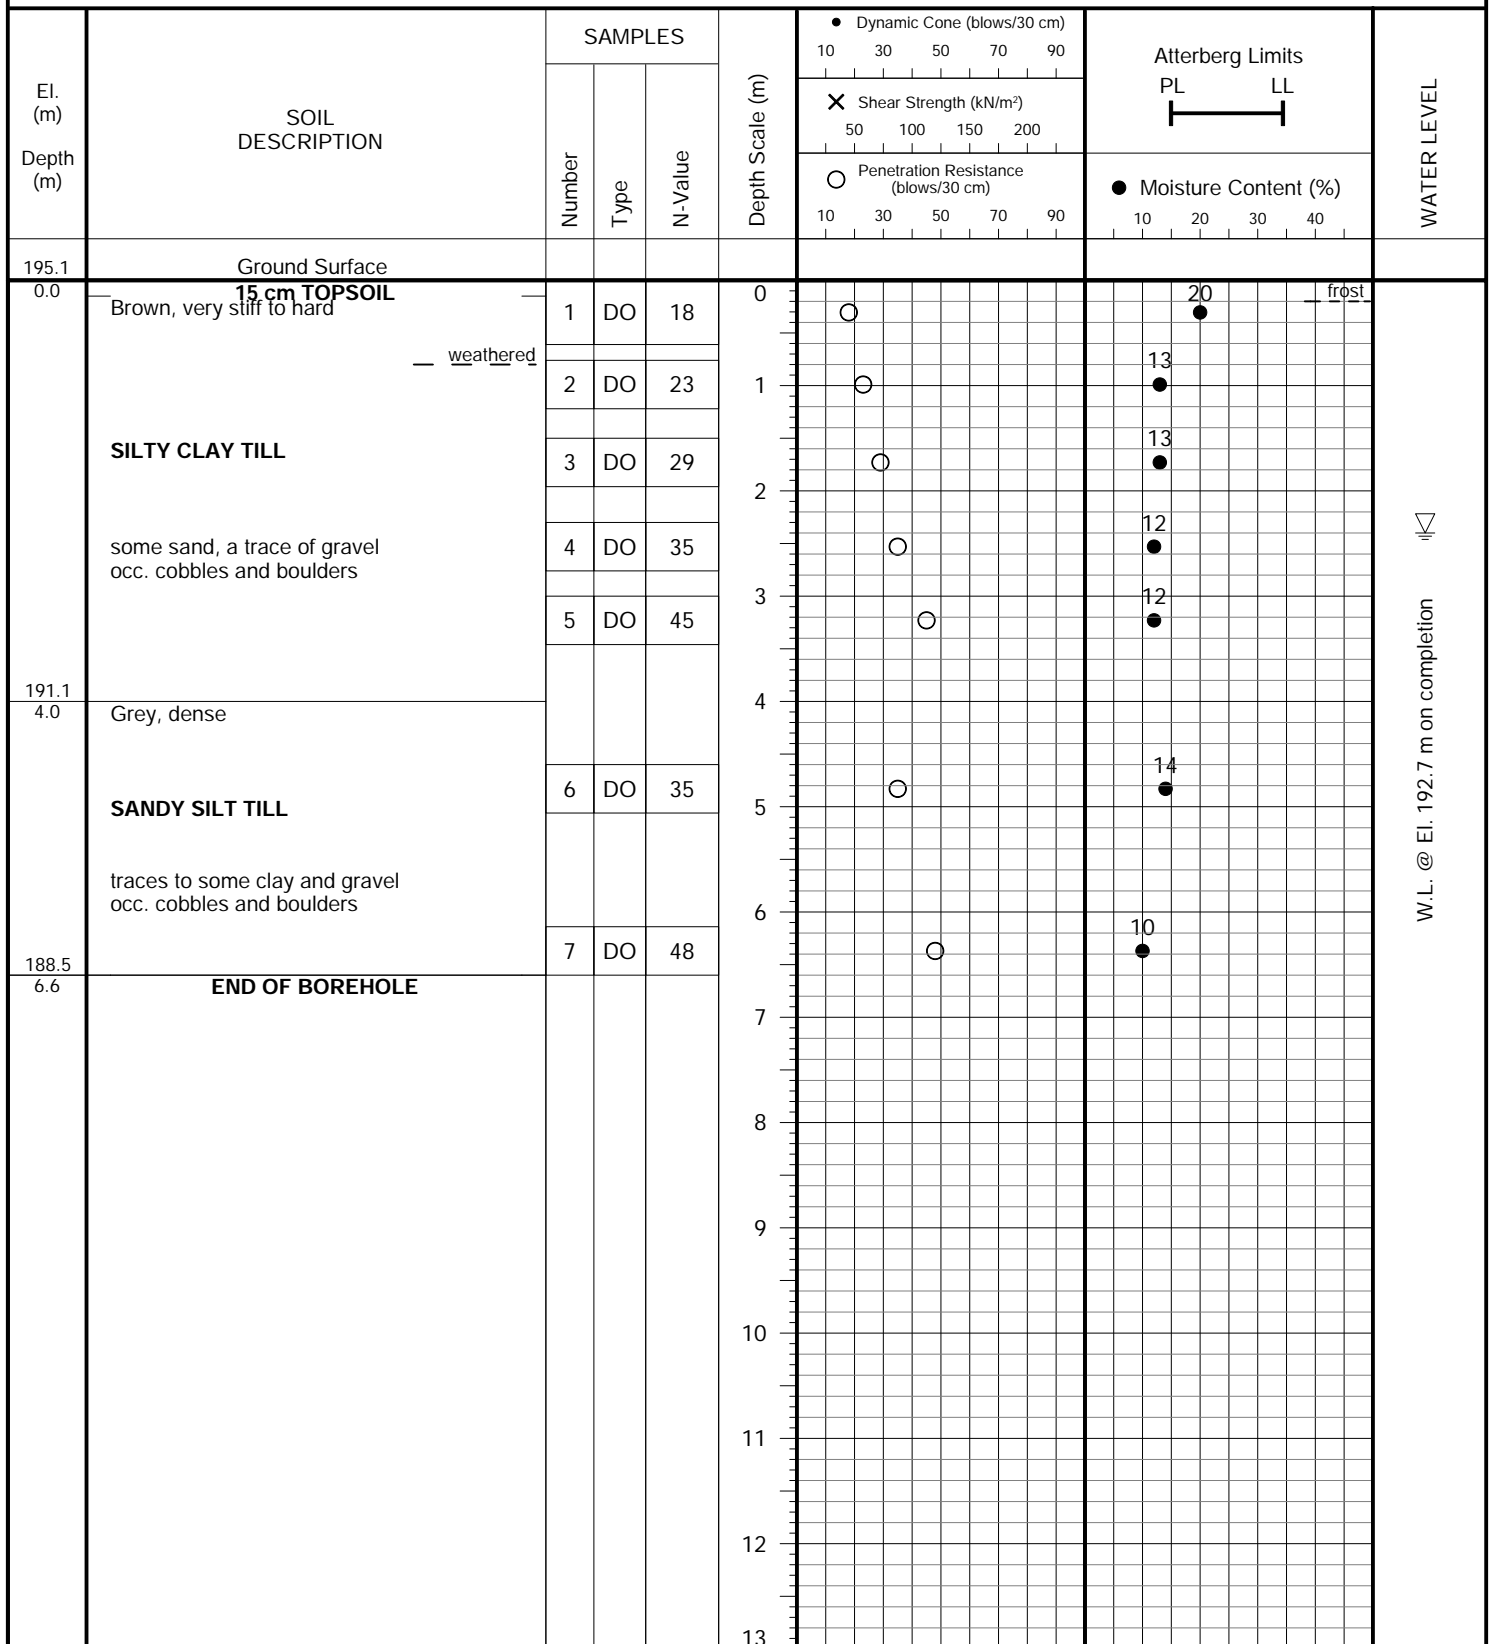 El.
(m)
Depth
(m)
SOIL
DESCRIPTION
SAMPLES
Number
Type
N-Value
Depth Scale (m)
Dynamic Cone (blows/30 cm)
10 30 50 70 90
Shear Strength (kN/m²)
50 100 150 200
Penetration Resistance
(blows/30 cm)
10 30 50 70 90
Atterberg Limits
PL LL
Moisture Content (%)
10 20 30 40
WATER LEVEL
195.1 Ground Surface
0.0 15 cm TOPSOIL 0 20 frost
Brown, very stiff to hard
1 DO 18
weathered
13
2 DO 23 1
13
SILTY CLAY TILL
3 DO 29
2
12
some sand, a trace of gravel
4 DO 35
occ. cobbles and boulders
3 12
5 DO 45
W.L. @ El. 192.7 m on completion
191.1
4.0 Grey, dense 4
14
6 DO 35
SANDY SILT TILL 5
traces to some clay and gravel
occ. cobbles and boulders
6
10
7 DO 48
188.5
6.6 END OF BOREHOLE
7
8
9
10
11
12
13